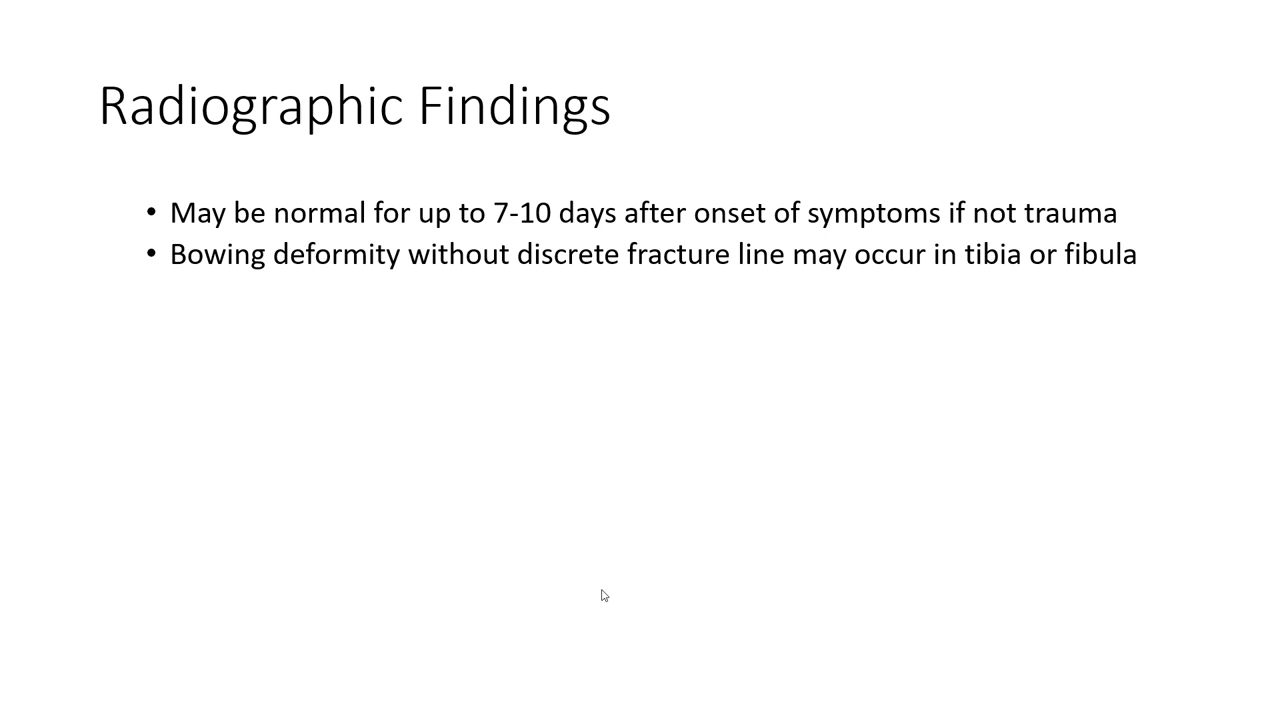 Radiographic Findings
• May be normal for up to 7-10 days after onset of symptoms if not trauma
• Bowing deformity without discrete fracture line may occur in tibia or fibula